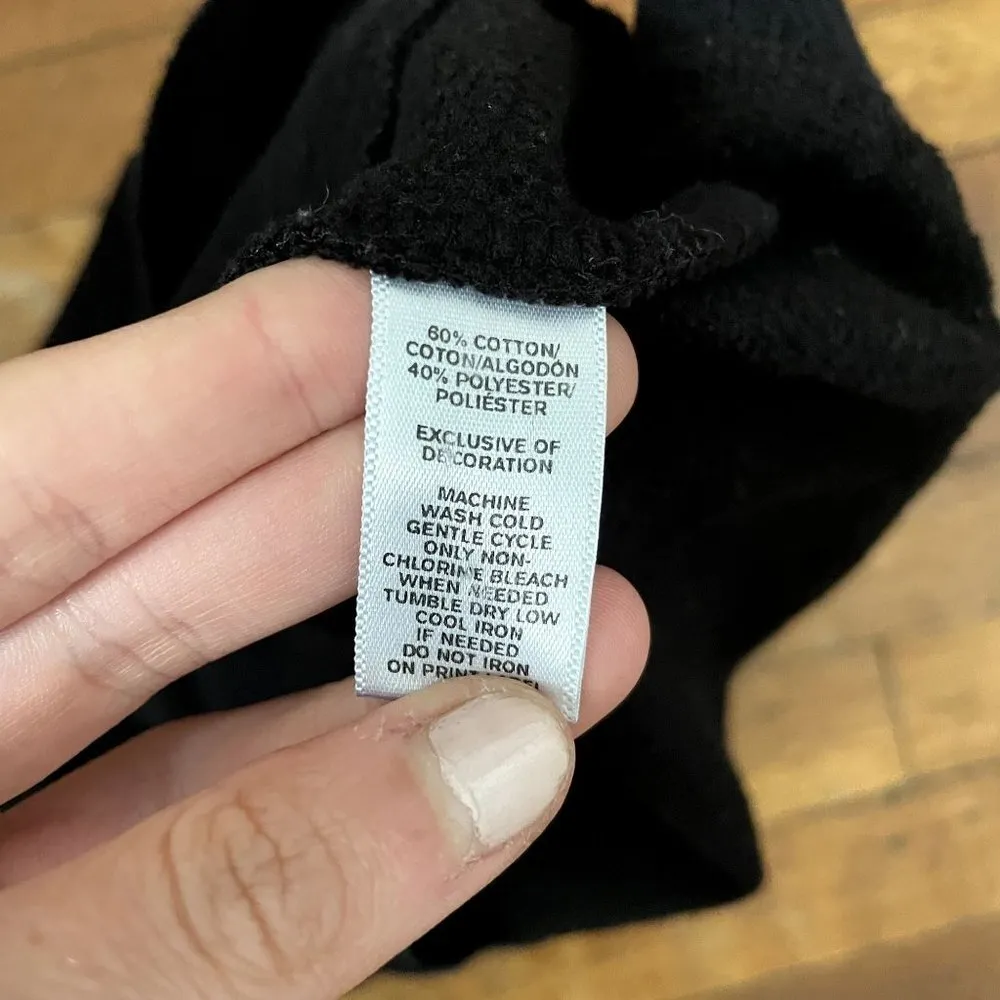 60% COTTON/
COTON/ALGODÓN
40% POLYESTER/
POLIÉSTER
EXCLUSIVE OF
DECORATION
MACHINE
WASH COLD
GENTLE CYCLE
ONLY NON-
CHLORINE BLEACH
WHEN NEEDED
TUMBLE DRY LOW
COOL IRON
IF NEEDED
DO NOT IRON
ON